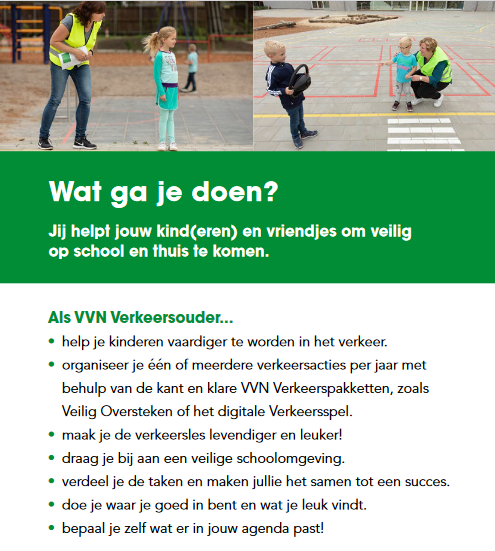 Wat ga je doen?
Jij helpt jouw kind(eren) en vriendjes om veilig
op school en thuis te komen.
Als VVN Verkeersouder...
• help je kinderen vaardiger te worden in het verkeer.
• organiseer je één of meerdere verkeersacties per jaar met
behulp van de kant en klare VVN Verkeerspakketten, zoals
Veilig Oversteken of het digitale Verkeersspel.
• maak je de verkeersles levendiger en leuker!
• draag je bij aan een veilige schoolomgeving.
• verdeel je de taken en maken jullie het samen tot een succes.
• doe je waar je goed in bent en wat je leuk vindt.
• bepaal je zelf wat er in jouw agenda past!